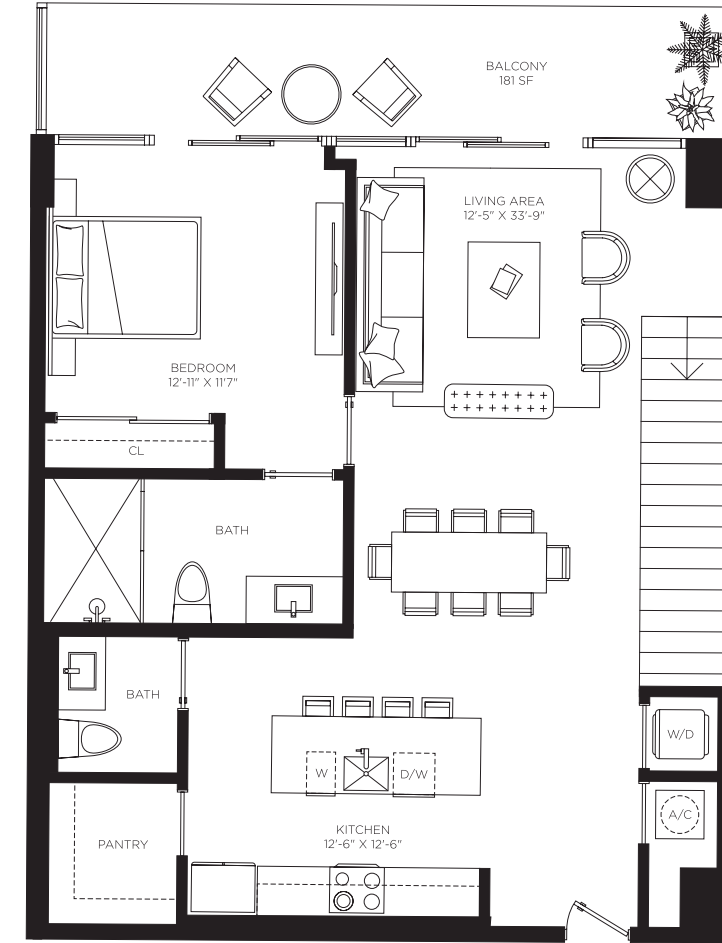 BALCONY
181 SF
LIVING AREA
12'-5" X 33'-9"
BEDROOM
12'-11" X 11'7"
CL
BATH
BATH
W/D
W
D/W
A/C
KITCHEN
12'-6" X 12'-6"
PANTRY